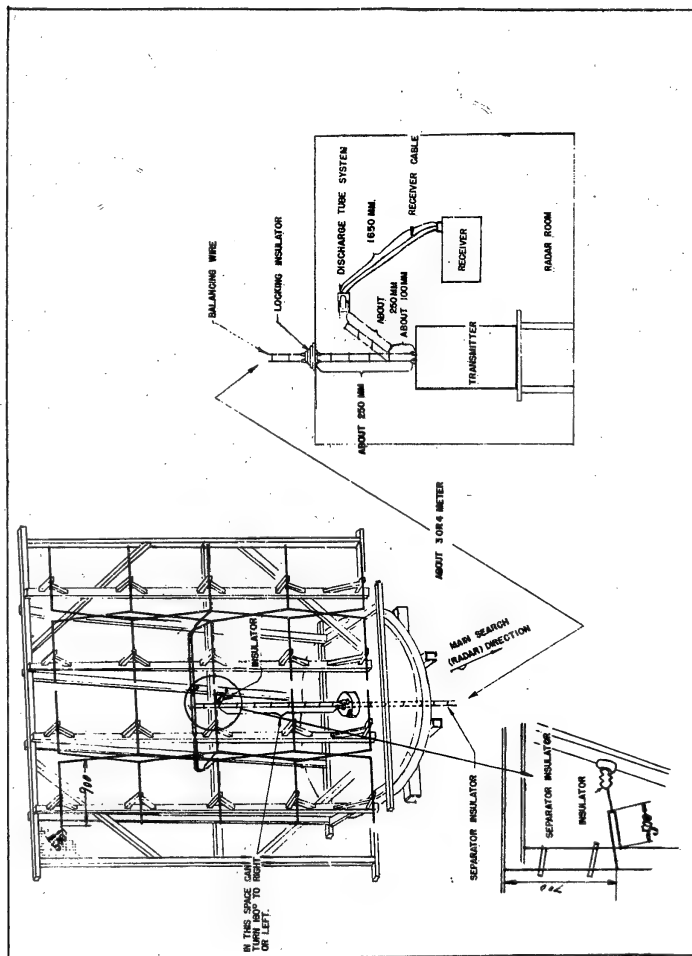 BALANCING WIRE
LOCKING INSULATOR
DISCHARGE TUBE SYSTEM
1650 MM.
RECEIVER CABLE
ABOUT
250 MM
ABOUT 100 MM
RECEIVER
ABOUT 250 MM
TRANSMITTER
RADAR ROOM
ABOUT 3 OR 4 METER
INSULATOR
MAIN SEARCH
(RADAR) DIRECTION
900
IN THIS SPACE CAN
TURN 180° TO RIGHT
OR LEFT.
SEPARATOR INSULATOR
SEPARATOR INSULATOR
INSULATOR
700